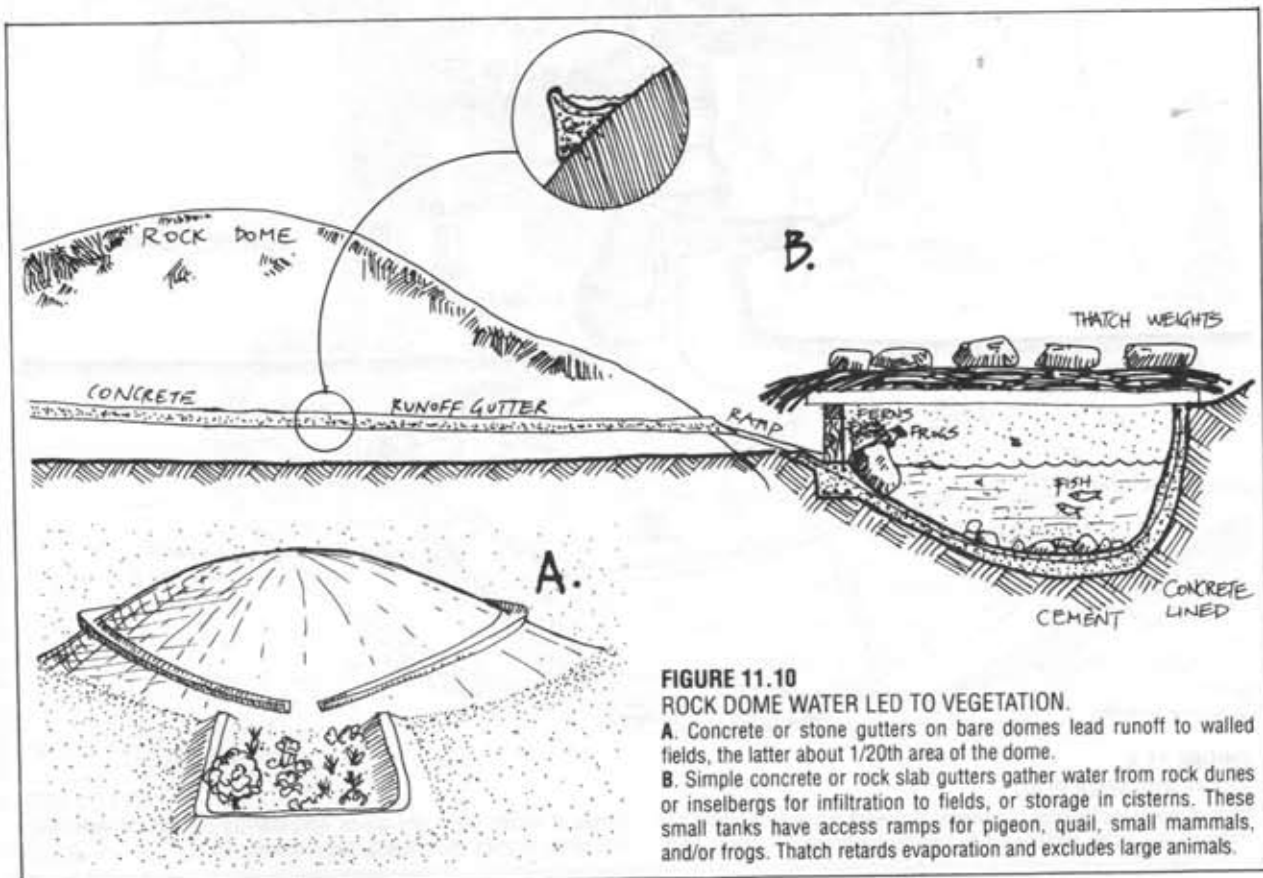 B.
ROCK DOME
THATCH WEIGHTS
CONCRETE
RUNOFF GUTTER
RAMP
FERNS
FROGS
FISH
A.
CONCRETE
LINED
CEMENT
FIGURE 11.10
ROCK DOME WATER LED TO VEGETATION.
A. Concrete or stone gutters on bare domes lead runoff to walled
fields, the latter about 1/20th area of the dome.
B. Simple concrete or rock slab gutters gather water from rock dunes
or inselbergs for infiltration to fields, or storage in cisterns. These
small tanks have access ramps for pigeon, quail, small mammals,
and/or frogs. Thatch retards evaporation and excludes large animals.